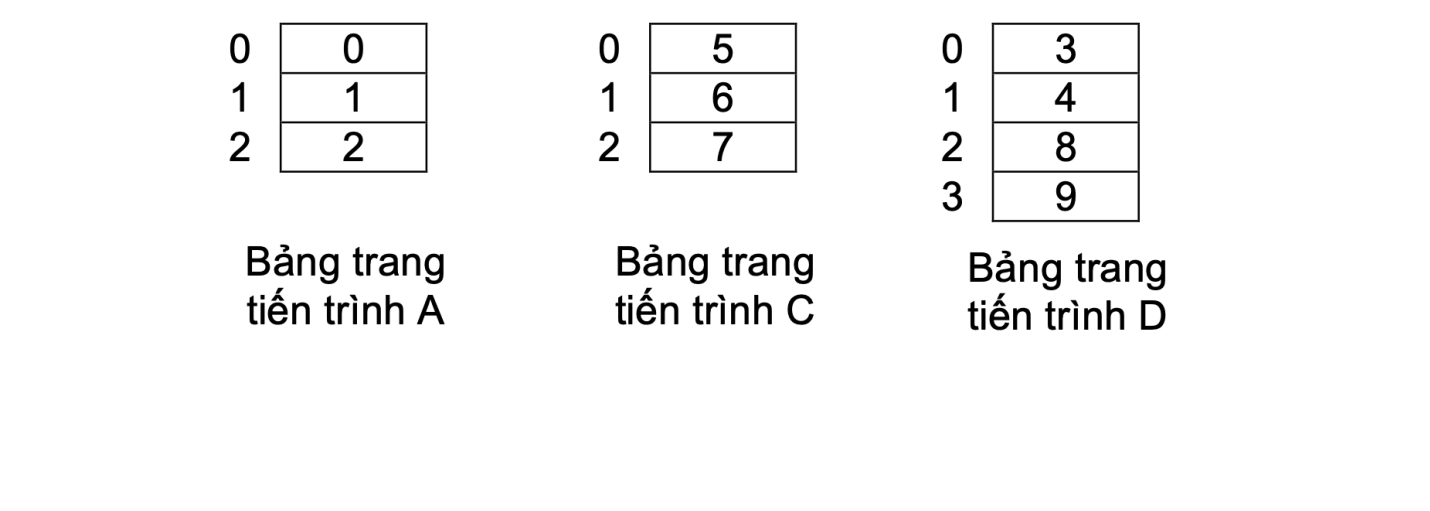 0 0 0 5 0 3
1 1 1 6 1 4
2 2 2 7 2 8
3 9
Bảng trang Bảng trang Bảng trang
tiến trình A tiến trình C tiến trình D